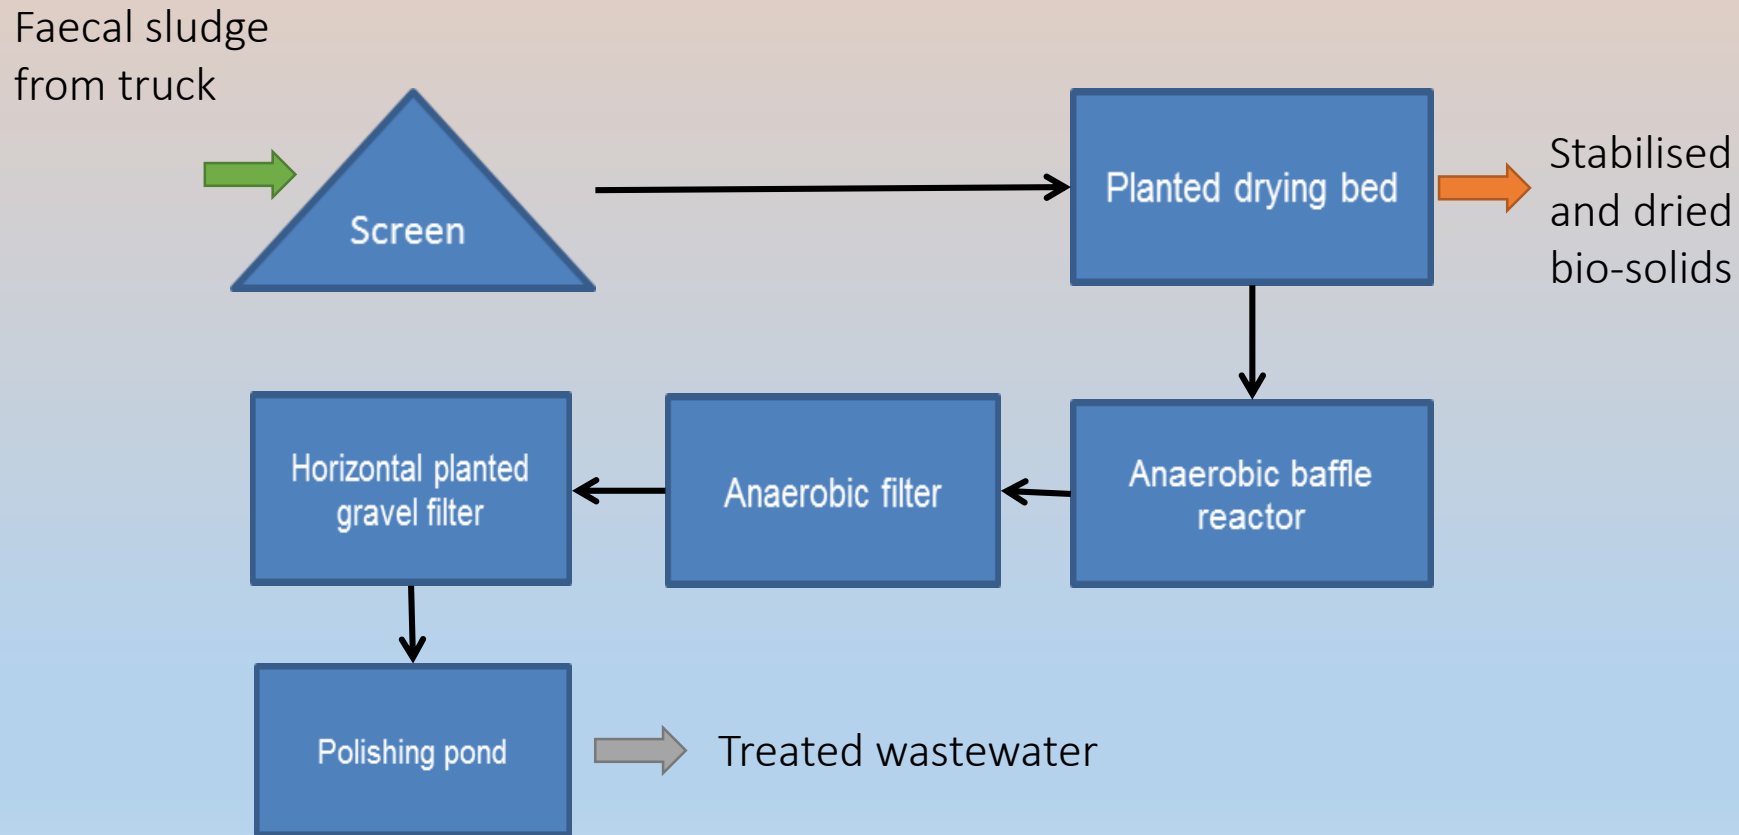 Faecal sludge
from truck
Screen
Planted drying bed
Stabilised
and dried
bio-solids
Horizontal planted
gravel filter
Anaerobic filter
Anaerobic baffle
reactor
Polishing pond
Treated wastewater